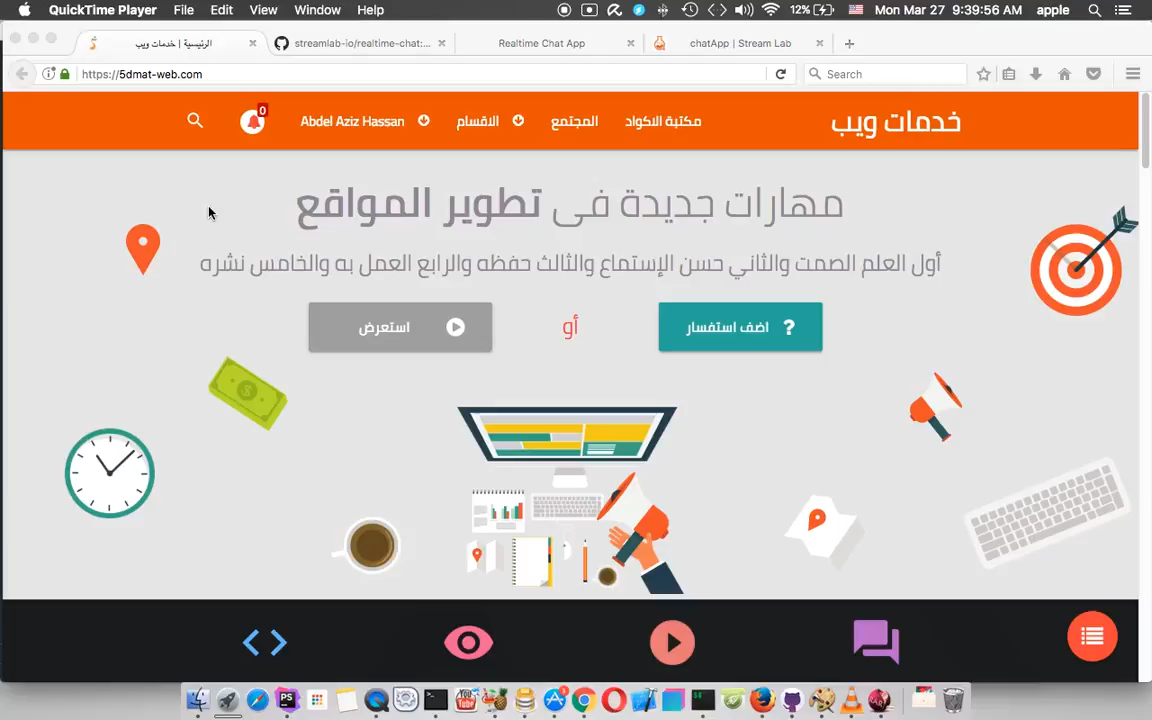 QuickTime Player File Edit View Window Help 12% Mon Mar 27 9:39:56 AM apple
الرئيسية | خدمات ويب
streamlab-io/realtime-chat:...
Realtime Chat App
chatApp | Stream Lab
https://5dmat-web.com
Search
خدمات ويب
مكتبة الاكواد
المجتمع
الاقسام
Abdel Aziz Hassan
0
مهارات جديدة فى تطوير المواقع
أول العلم الصمت والثاني حسن الإستماع والثالث حفظه والرابع العمل به والخامس نشره
اضف استفسار
أو
استعرض